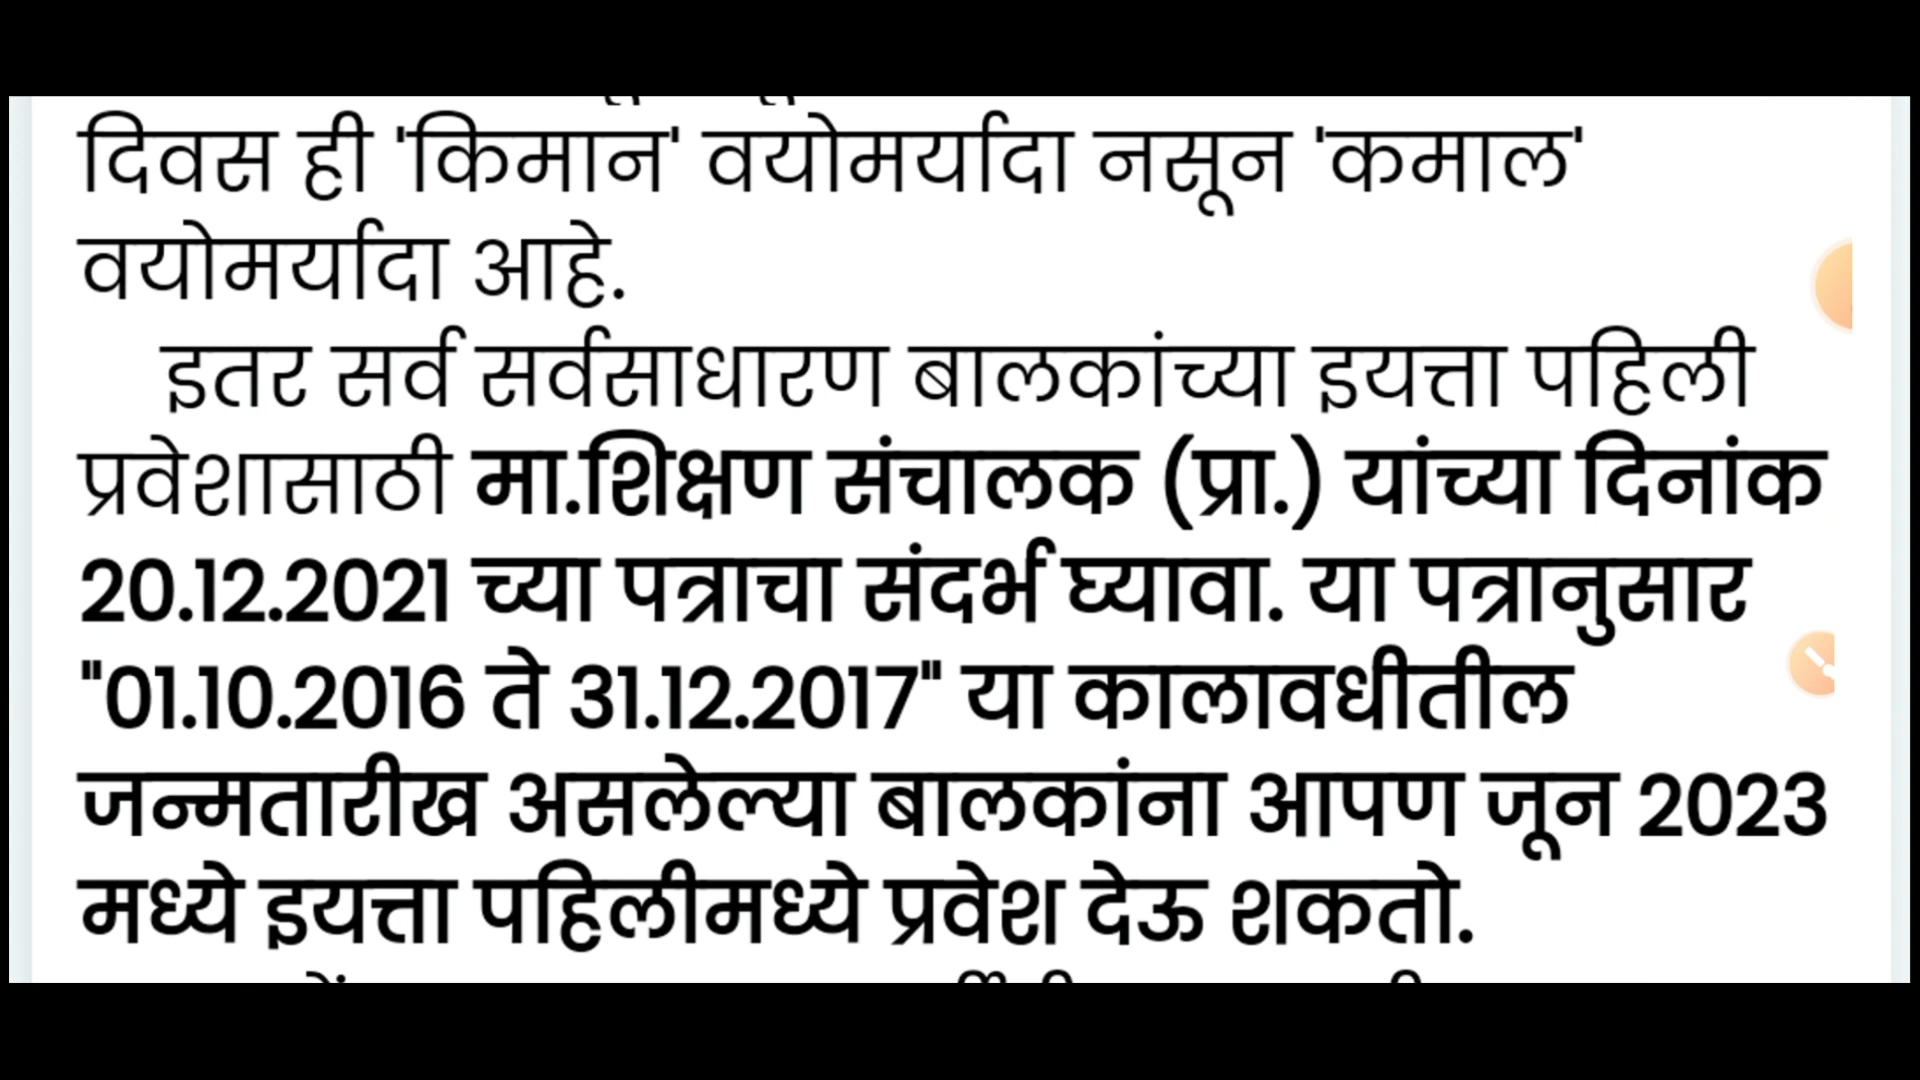 दिवस ही 'किमान' वयोमर्यादा नसून 'कमाल'
वयोमर्यादा आहे.
इतर सर्व सर्वसाधारण बालकांच्या इयत्ता पहिली
प्रवेशासाठी मा.शिक्षण संचालक (प्रा.) यांच्या दिनांक
20.12.2021 च्या पत्राचा संदर्भ घ्यावा. या पत्रानुसार
"01.10.2016 ते 31.12.2017" या कालावधीतील
जन्मतारीख असलेल्या बालकांना आपण जून 2023
मध्ये इयत्ता पहिलीमध्ये प्रवेश देऊ शकतो.